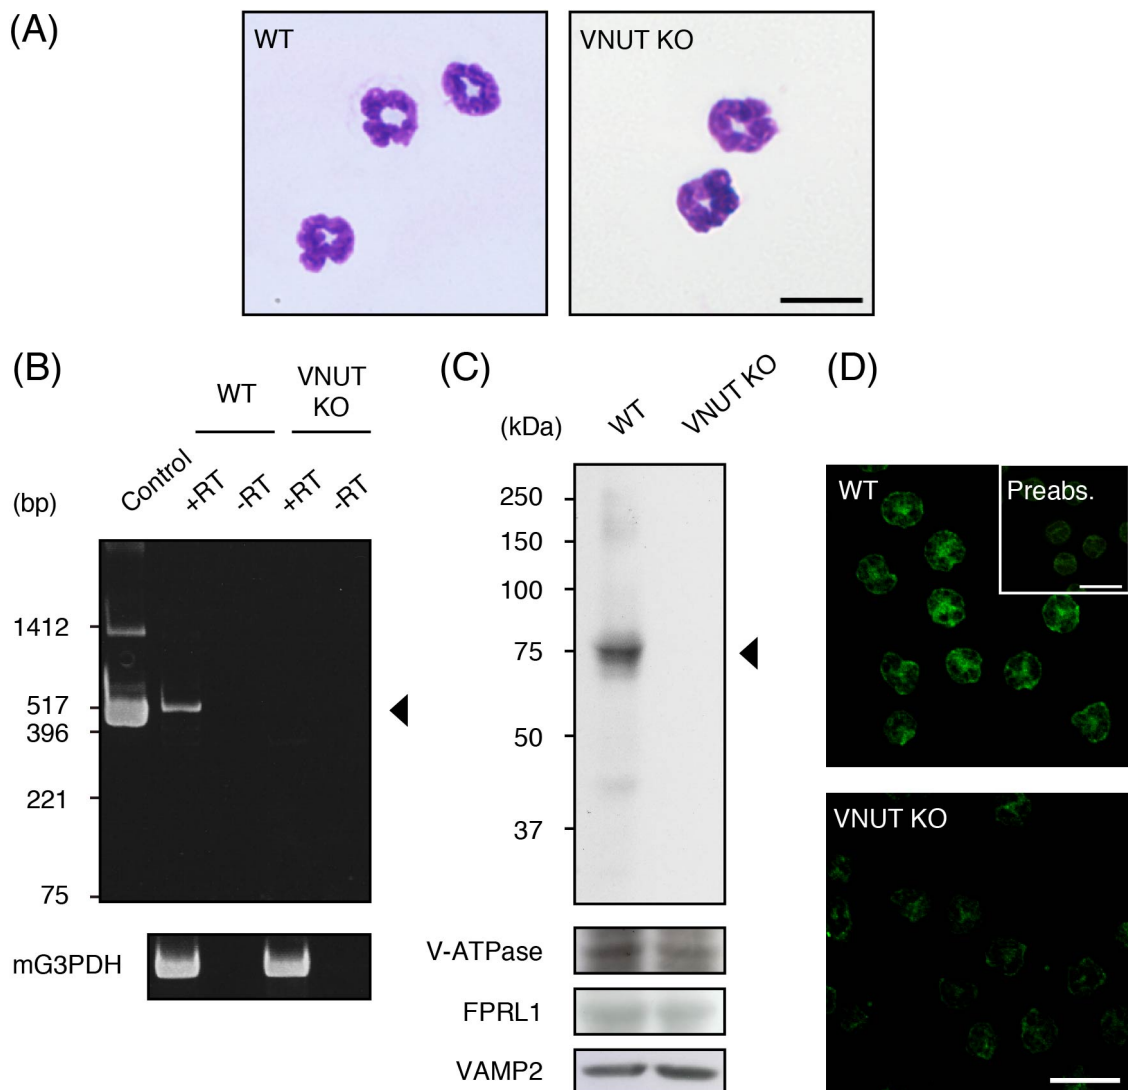 (A)
WT
VNUT KO
(B)
WT
VNUT
KO
(bp)
Control
+RT
-RT
+RT
-RT
1412
517
396
221
75
mG3PDH
(C)
(kDa)
WT
VNUT KO
250
150
100
75
50
37
V-ATPase
FPRL1
VAMP2
(D)
WT
Preabs.
VNUT KO